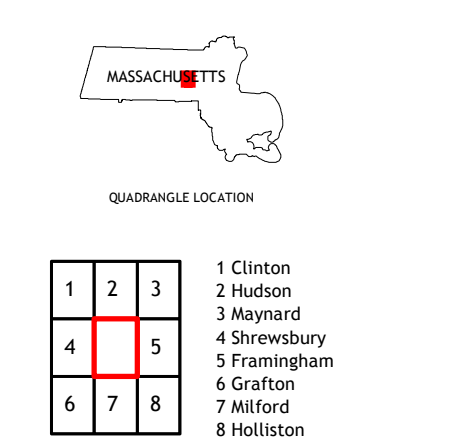 MASSACHUSETTS
QUADRANGLE LOCATION
1 2 3
4 5
6 7 8
1 Clinton
2 Hudson
3 Maynard
4 Shrewsbury
5 Framingham
6 Grafton
7 Milford
8 Holliston